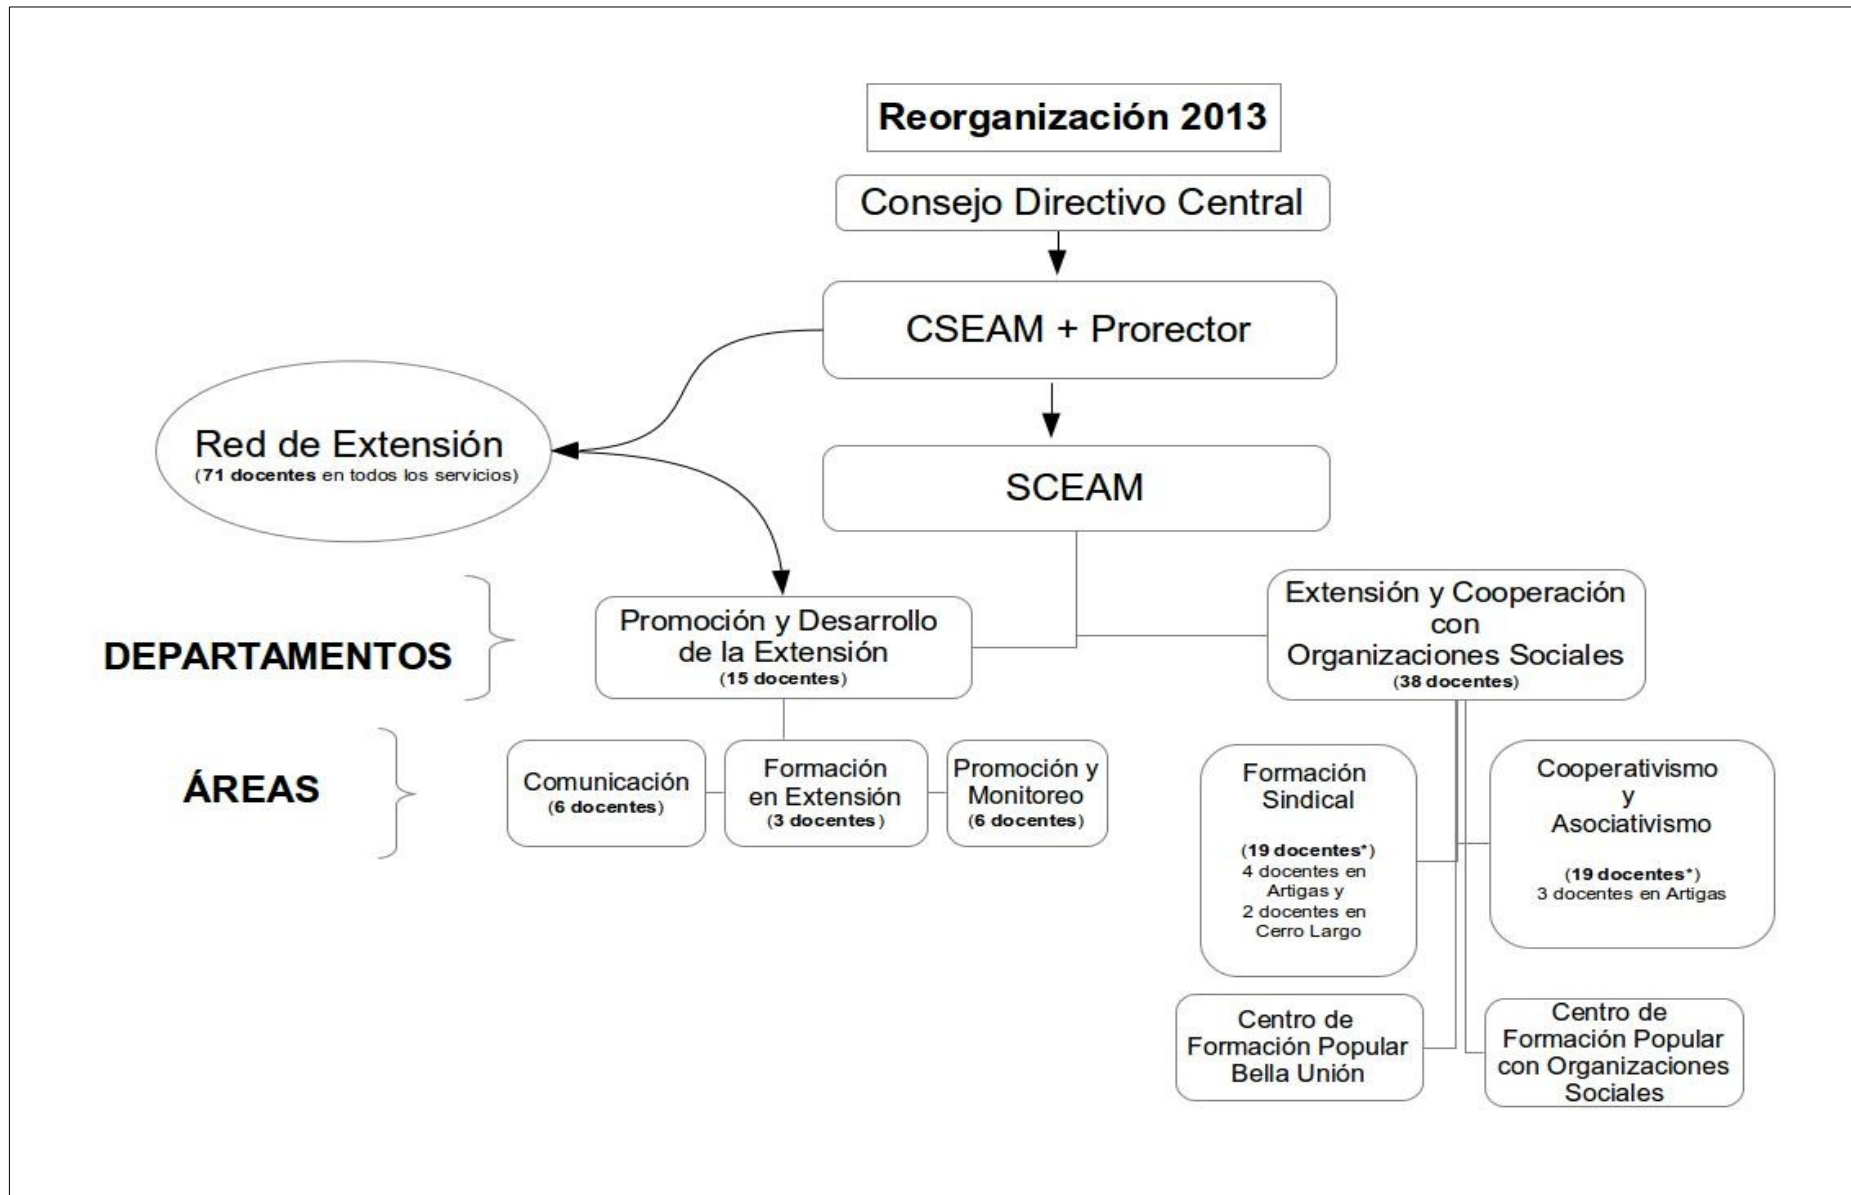 Reorganización 2013
Consejo Directivo Central
CSEAM + Prorector
Red de Extensión
(71 docentes en todos los servicios)
SCEAM
DEPARTAMENTOS
Promoción y Desarrollo
de la Extensión
(15 docentes)
Extensión y Cooperación
con
Organizaciones Sociales
(38 docentes)
ÁREAS
Comunicación
(6 docentes)
Formación
en Extensión
(3 docentes)
Promoción y
Monitoreo
(6 docentes)
Formación
Sindical
(19 docentes*)
4 docentes en
Artigas y
2 docentes en
Cerro Largo
Cooperativismo
y
Asociativismo
(19 docentes*)
3 docentes en Artigas
Centro de
Formación Popular
Bella Unión
Centro de
Formación Popular
con Organizaciones
Sociales